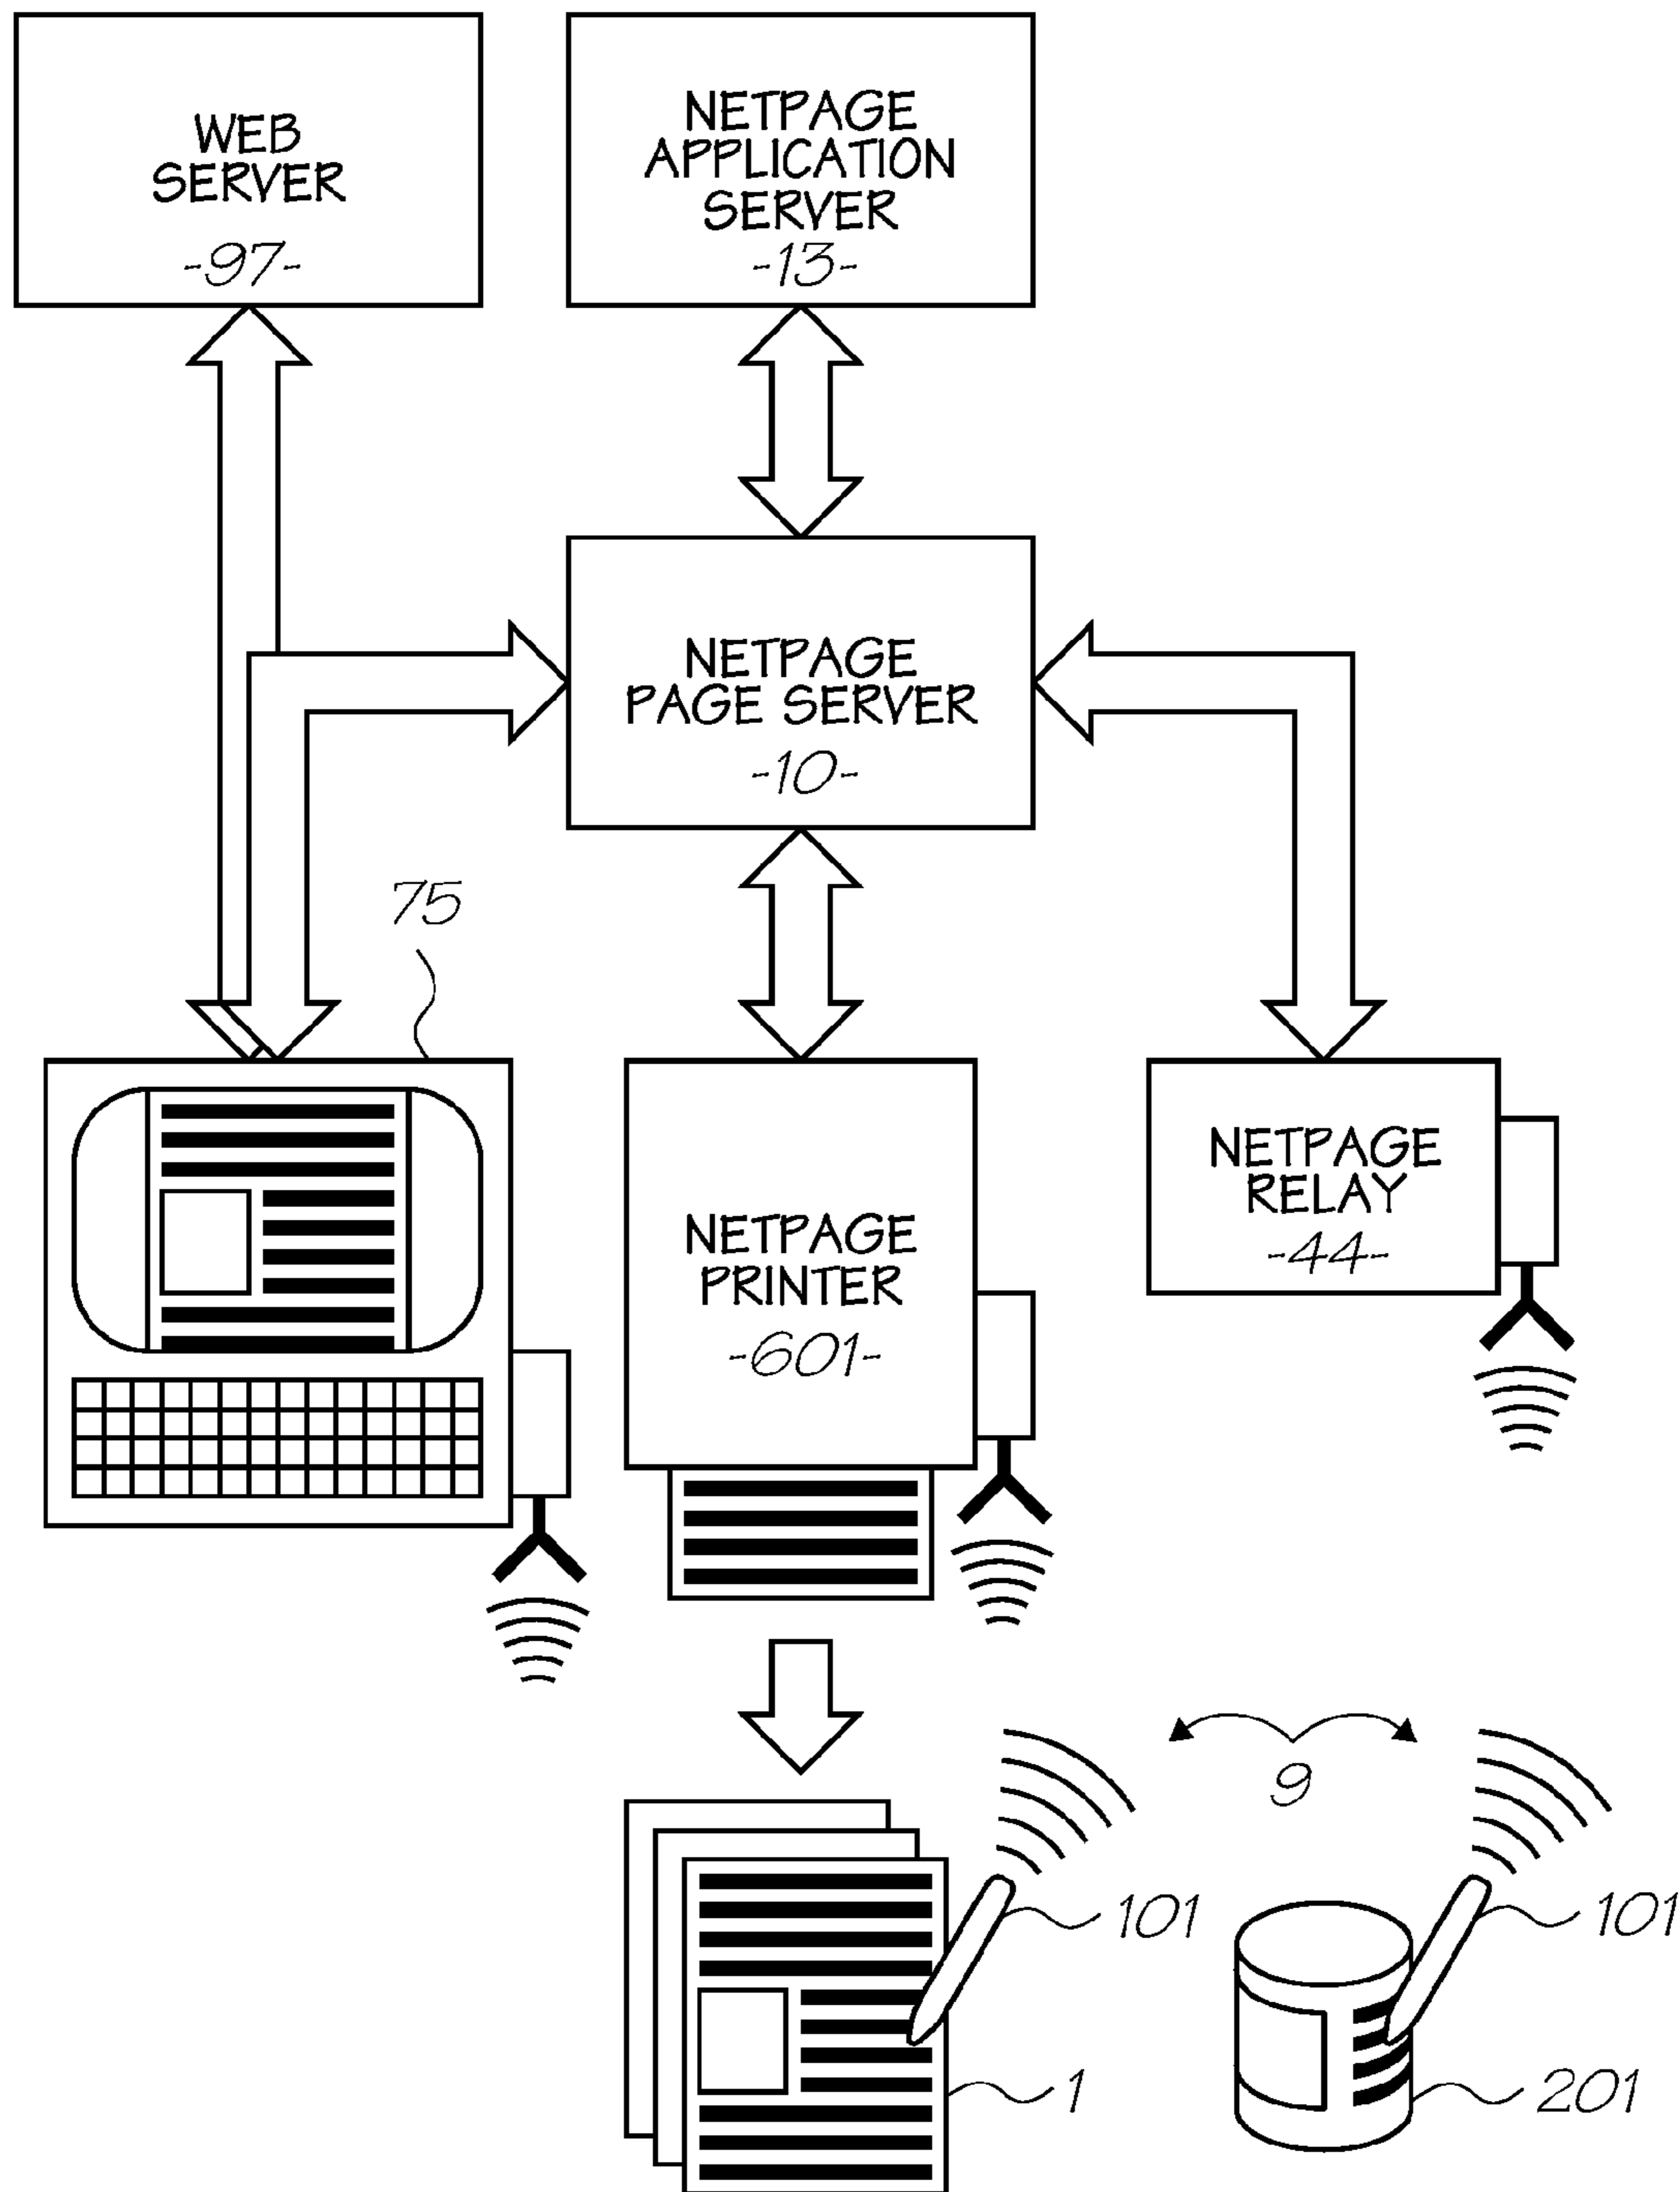 WEB
SERVER
-97-
NETPAGE
APPLICATION
SERVER
-13-
NETPAGE
PAGE SERVER
-10-
75
NETPAGE
PRINTER
-601-
NETPAGE
RELAY
-44-
9
101
101
1
201